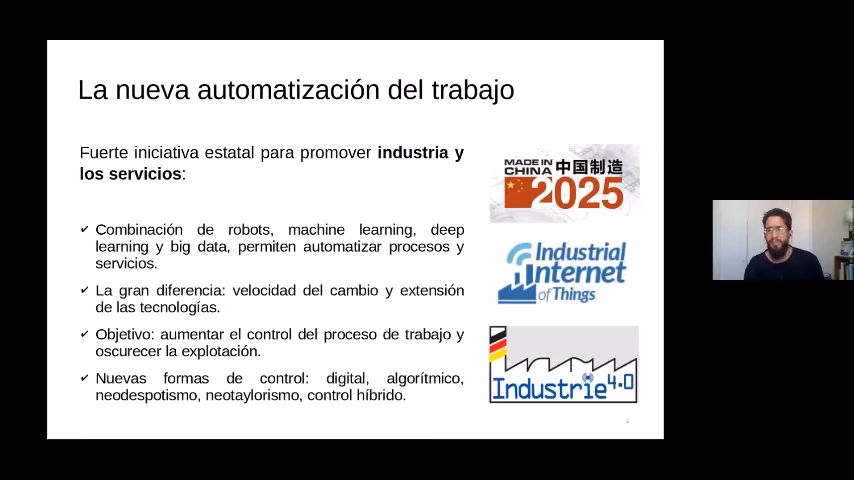 La nueva automatización del trabajo
Fuerte iniciativa estatal para promover industria y
los servicios:
✔ Combinación de robots, machine learning, deep
learning y big data, permiten automatizar procesos y
servicios.
✔ La gran diferencia: velocidad del cambio y extensión
de las tecnologías.
✔ Objetivo: aumentar el control del proceso de trabajo y
oscurecer la explotación.
✔ Nuevas formas de control: digital, algorítmico,
neodespotismo, neotaylorismo, control híbrido.
MADE IN
CHINA 中国制造
2025
Industrial
Internet
of Things
Industrie 4.0